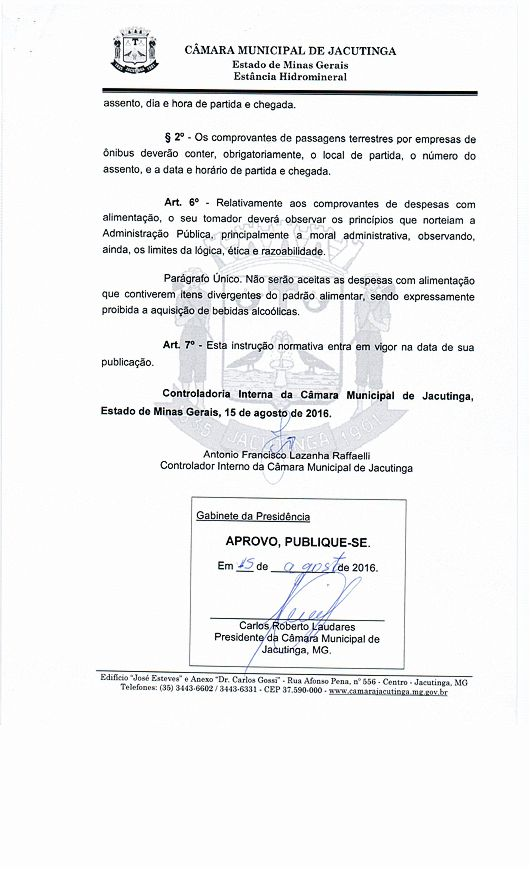 CÂMARA MUNICIPAL DE JACUTINGA
Estado de Minas Gerais
Estância Hidromineral
assento, dia e hora de partida e chegada.
§ 2º - Os comprovantes de passagens terrestres por empresas de
ônibus deverão conter, obrigatoriamente, o local de partida, o número do
assento, e a data e horário de partida e chegada.
Art. 6º - Relativamente aos comprovantes de despesas com
alimentação, o seu tomador deverá observar os princípios que norteiam a
Administração Pública, principalmente a moral administrativa, observando,
ainda, os limites da lógica, ética e razoabilidade.
Parágrafo Único. Não serão aceitas as despesas com alimentação
que contiverem itens divergentes do padrão alimentar, sendo expressamente
proibida a aquisição de bebidas alcoólicas.
Art. 7º - Esta instrução normativa entra em vigor na data de sua
publicação.
Controladoria Interna da Câmara Municipal de Jacutinga,
Estado de Minas Gerais, 15 de agosto de 2016.
JACUTINGA 1901
Antonio Francisco Lazanha Raffaelli
Controlador Interno da Câmara Municipal de Jacutinga
Gabinete da Presidência
APROVO, PUBLIQUE-SE.
Em 15 de agosto de 2016.
Carlos Roberto Laudares
Presidente da Câmara Municipal de
Jacutinga, MG.
Edifício "José Esteves" e Anexo "Dr. Carlos Gossi" - Rua Afonso Pena, nº 556 - Centro - Jacutinga, MG
Telefones: (35) 3443-6602 / 3443-6331 - CEP 37.590-000 - www.camarajacutinga.mg.gov.br